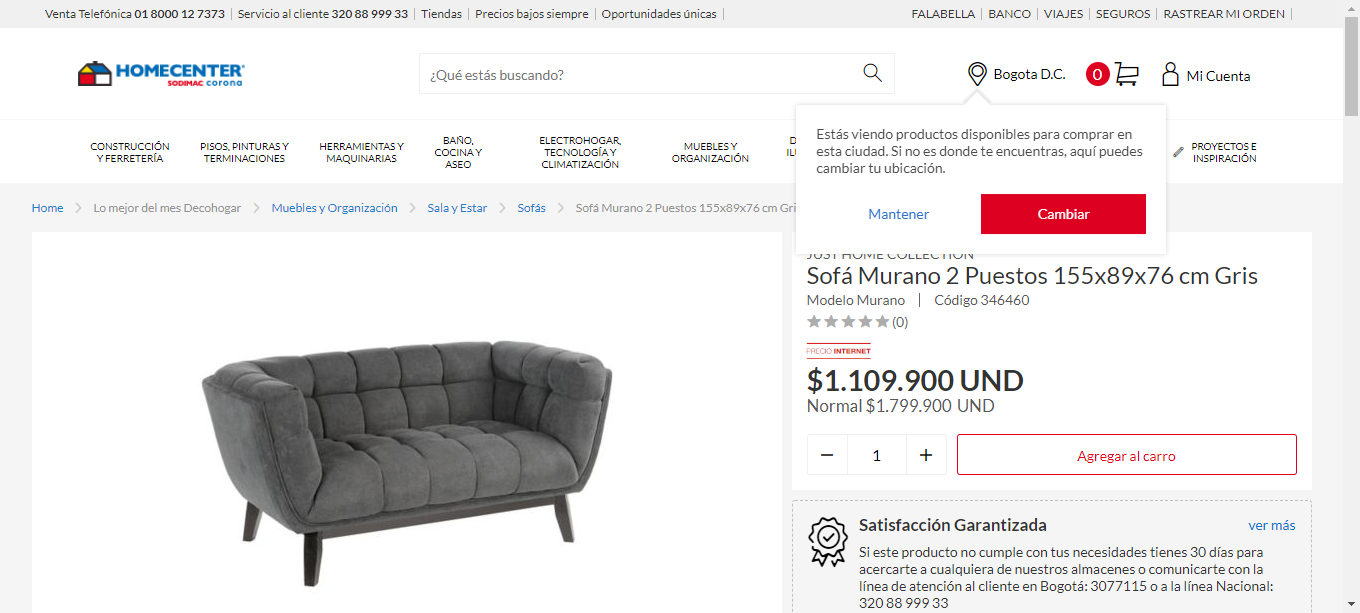 Venta Telefónica 01 8000 12 7373 | Servicio al cliente 320 88 999 33 | Tiendas | Precios bajos siempre | Oportunidades únicas |
FALABELLA | BANCO | VIAJES | SEGUROS | RASTREAR MI ORDEN |
HOMECENTER
SODIMAC corona
¿Qué estás buscando?
Bogota D.C.
0
Mi Cuenta
CONSTRUCCIÓN
Y FERRETERÍA
PISOS, PINTURAS Y
TERMINACIONES
HERRAMIENTAS Y
MAQUINARIAS
BAÑO,
COCINA Y
ASEO
ELECTROHOGAR,
TECNOLOGÍA Y
CLIMATIZACIÓN
MUEBLES Y
ORGANIZACIÓN
PROYECTOS E
INSPIRACIÓN
Estás viendo productos disponibles para comprar en
esta ciudad. Si no es donde te encuentras, aquí puedes
cambiar tu ubicación.
Mantener
Cambiar
Home > Lo mejor del mes Decohogar > Muebles y Organización > Sala y Estar > Sofás > Sofá Murano 2 Puestos 155x89x76 cm Gri
JUST HOME COLLECTION
Sofá Murano 2 Puestos 155x89x76 cm Gris
Modelo Murano | Código 346460
(0)
PRECIO INTERNET
$1.109.900 UND
Normal $1.799.900 UND
− 1 +
Agregar al carro
Satisfacción Garantizada
ver más
Si este producto no cumple con tus necesidades tienes 30 días para
acercarte a cualquiera de nuestros almacenes o comunicarte con la
línea de atención al cliente en Bogotá: 3077115 o a la línea Nacional:
320 88 999 33